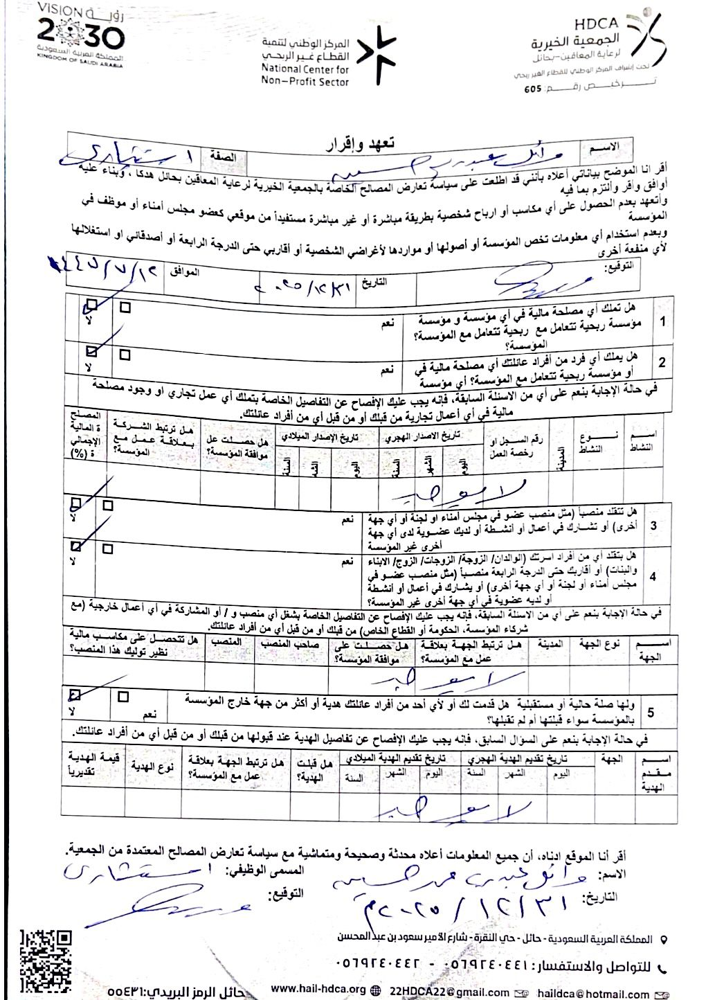 رؤية VISION
2030
المملكة العربية السعودية
KINGDOM OF SAUDI ARABIA
المركز الوطني لتنمية
القطاع غير الربحي
National Center for
Non-Profit Sector
HDCA
الجمعية الخيرية
لرعاية المعاقين-بحائل
تحت إشراف المركز الوطني للقطاع الغير ربحي
ترخيص رقم: 605
تعهد وإقرار
الاسم وائل حسين الصفة استشاري
أقر انا الموضح بياناتي أعلاه بأنني قد اطلعت على سياسة تعارض المصالح الخاصة بالجمعية الخيرية لرعاية المعاقين بحائل هدكا ، وبناء عليه
أوافق وأقر وألتزم بما فيه
وأتعهد بعدم الحصول على أي مكاسب أو ارباح شخصية بطريقة مباشرة أو غير مباشرة مستفيداً من موقعي كعضو مجلس أمناء أو موظف في
المؤسسة
وبعدم استخدام أي معلومات تخص المؤسسة أو أصولها أو مواردها لأغراضي الشخصية أو أقاربي حتى الدرجة الرابعة أو أصدقائي او استغلالها
لأي منفعة أخرى
التوقيع: التاريخ ٢٠٢٥/١٢/٣١ الموافق ١٤٤٧/٧/١٢
1 هل تملك أي مصلحة مالية في أي مؤسسة و مؤسسة نعم لا
مؤسسة ربحية تتعامل مع ربحية تتعامل مع المؤسسة؟
المؤسسة؟
2 هل يملك أي فرد من أفراد عائلتك أي مصلحة مالية في نعم لا
أو مؤسسة ربحية تتعامل مع المؤسسة؟ أي مؤسسة
في حالة الإجابة بنعم على أي من الاسئلة السابقة، فإنه يجب عليك الإفصاح عن التفاصيل الخاصة بتملك أي عمل تجاري او وجود مصلحة
مالية في أي أعمال تجارية من قبلك أو من قبل أي من أفراد عائلتك.
اسم النشاط نوع النشاط المدينة رقم السجل او رخصة العمل تاريخ الاصدار الهجري تاريخ الإصدار الميلادي هل حصلت عل موافقة المؤسسة؟ هل ترتبط الشركة بعلاقة عمل مع المؤسسة؟ المصلح ة المالية الإجمالي ة (%)
اليوم الشهر السنة اليوم الشه السنة
لا يوجد
3 هل تتقلد منصباً (مثل منصب عضو في مجلس أمناء او لجنة أو أي جهة نعم لا
أخرى) أو تشارك في أعمال أو أنشطة أو لديك عضوية لدى أي جهة
أخرى غير المؤسسة
4 هل يتقلد أي من أفراد اسرتك (الوالدان/ الزوجة/ الزوجات/ الزوج/ الابناء نعم لا
والبنات) أو أقاربك حتى الدرجة الرابعة منصباً (مثل منصب عضو في
مجلس أمناء أو لجنة أو أي جهة أخرى) أو يشارك في أعمال أو أنشطة
أو لديه عضوية في أي جهة أخرى غير المؤسسة؟
في حالة الإجابة بنعم على أي من الاسئلة السابقة، فإنه يجب عليك الإفصاح عن التفاصيل الخاصة بشغل أي منصب و / أو المشاركة في أي أعمال خارجية (مع
شركاء المؤسسة، الحكومة أو القطاع الخاص) من قبلك أو من قبل أي من أفراد عائلتك.
اسم الجهة نوع الجهة المدينة هل ترتبط الجهة بعلاقة عمل مع المؤسسة؟ هل حصلت على موافقة المؤسسة؟ صاحب المنصب المنصب هل تتحصل على مكاسب مالية نظير توليك هذا المنصب؟
لا يوجد
5 ولها صلة حالية أو مستقبلية هل قدمت لك أو لأي أحد من أفراد عائلتك هدية أو أكثر من جهة خارج المؤسسة
بالمؤسسة سواء قبلتها أم لم تقبلها؟ نعم لا
في حالة الإجابة بنعم على السؤال السابق، فإنه يجب عليك الإفصاح عن تفاصيل الهدية عند قبولها من قبلك أو من قبل أي من أفراد عائلتك.
اسم مقدم الهدية الجهة تاريخ تقديم الهدية الهجري تاريخ تقديم الهدية الميلادي هل قبلت الهدية؟ هل ترتبط الجهة بعلاقة عمل مع المؤسسة؟ نوع الهدية قيمة الهدية تقديرياً
اليوم الشهر السنة اليوم الشهر السنة
لا يوجد
أقر أنا الموقع ادناه، أن جميع المعلومات أعلاه محدثة وصحيحة ومتماشية مع سياسة تعارض المصالح المعتمدة من الجمعية.
الاسم: وائل حسين المسمى الوظيفي: استشاري
التاريخ: ٢٠٢٥/١٢/٣١م التوقيع:
المملكة العربية السعودية - حائل - حي النقرة - شارع الأمير سعود بن عبد المحسن
للتواصل والاستفسار: ٠٥٦٩٢٤٠٤٤١ - ٠٥٦٩٢٤٠٤٤٢
haildca@hotmail.com 22HDCA22@gmail.com www.hail-hdca.org حائل الرمز البريدي: ٥٥٤٣١